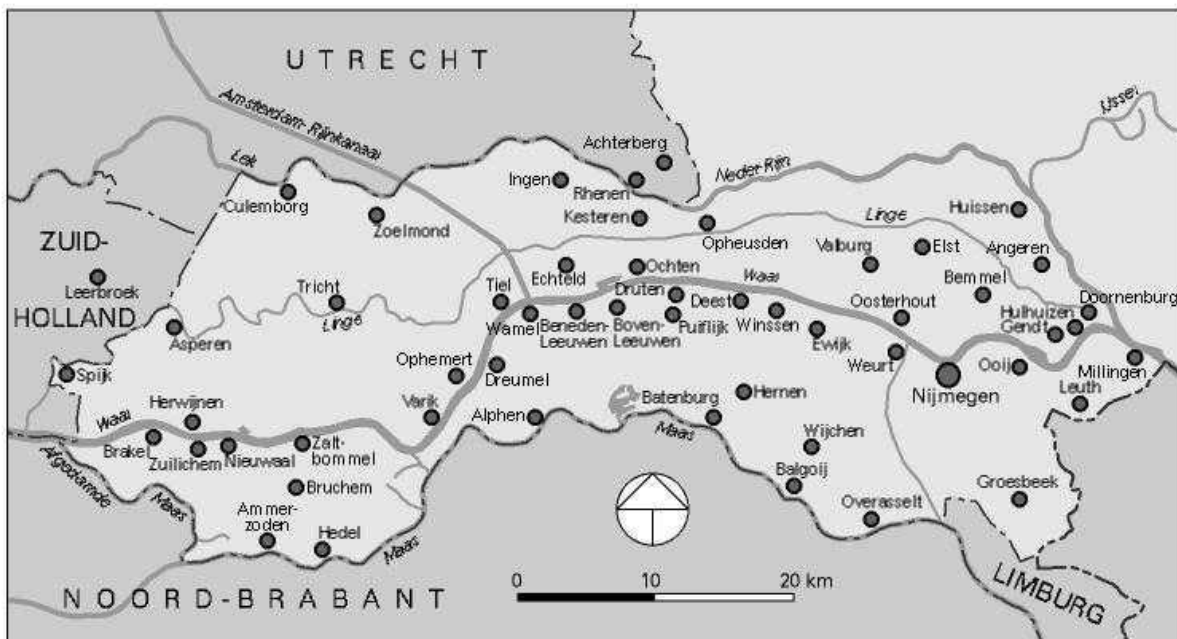 UTRECHT
Amsterdam-Rijnkanaal
IJssel
Achterberg
Lek
Ingen
Rhenen
Neder-Rijn
Culemborg
Zoelmond
Kesteren
Opheusden
Linge
Huissen
ZUID-
HOLLAND
Leerbroek
Valburg
Elst
Angeren
Echteld
Ochten
Bemmel
Tricht
Linge
Tiel
Druten
Deest
Waal
Oosterhout
Doornenburg
Asperen
Wamel
Beneden-
Leeuwen
Boven-
Leeuwen
Puiflijk
Winssen
Hulhuizen
Gendt
Ewijk
Spijk
Ophemert
Dreumel
Weurt
Nijmegen
Ooij
Millingen
Leuth
Herwijnen
Waal
Varik
Alphen
Batenburg
Hernen
Maas
Brakel
Zuilichem
Nieuwaal
Zalt-
bommel
Wijchen
Afgedamde
Maas
Bruchem
Balgoij
Groesbeek
Ammer-
zoden
Hedel
Maas
Overasselt
NOORD-BRABANT
0 10 20 km
LIMBURG